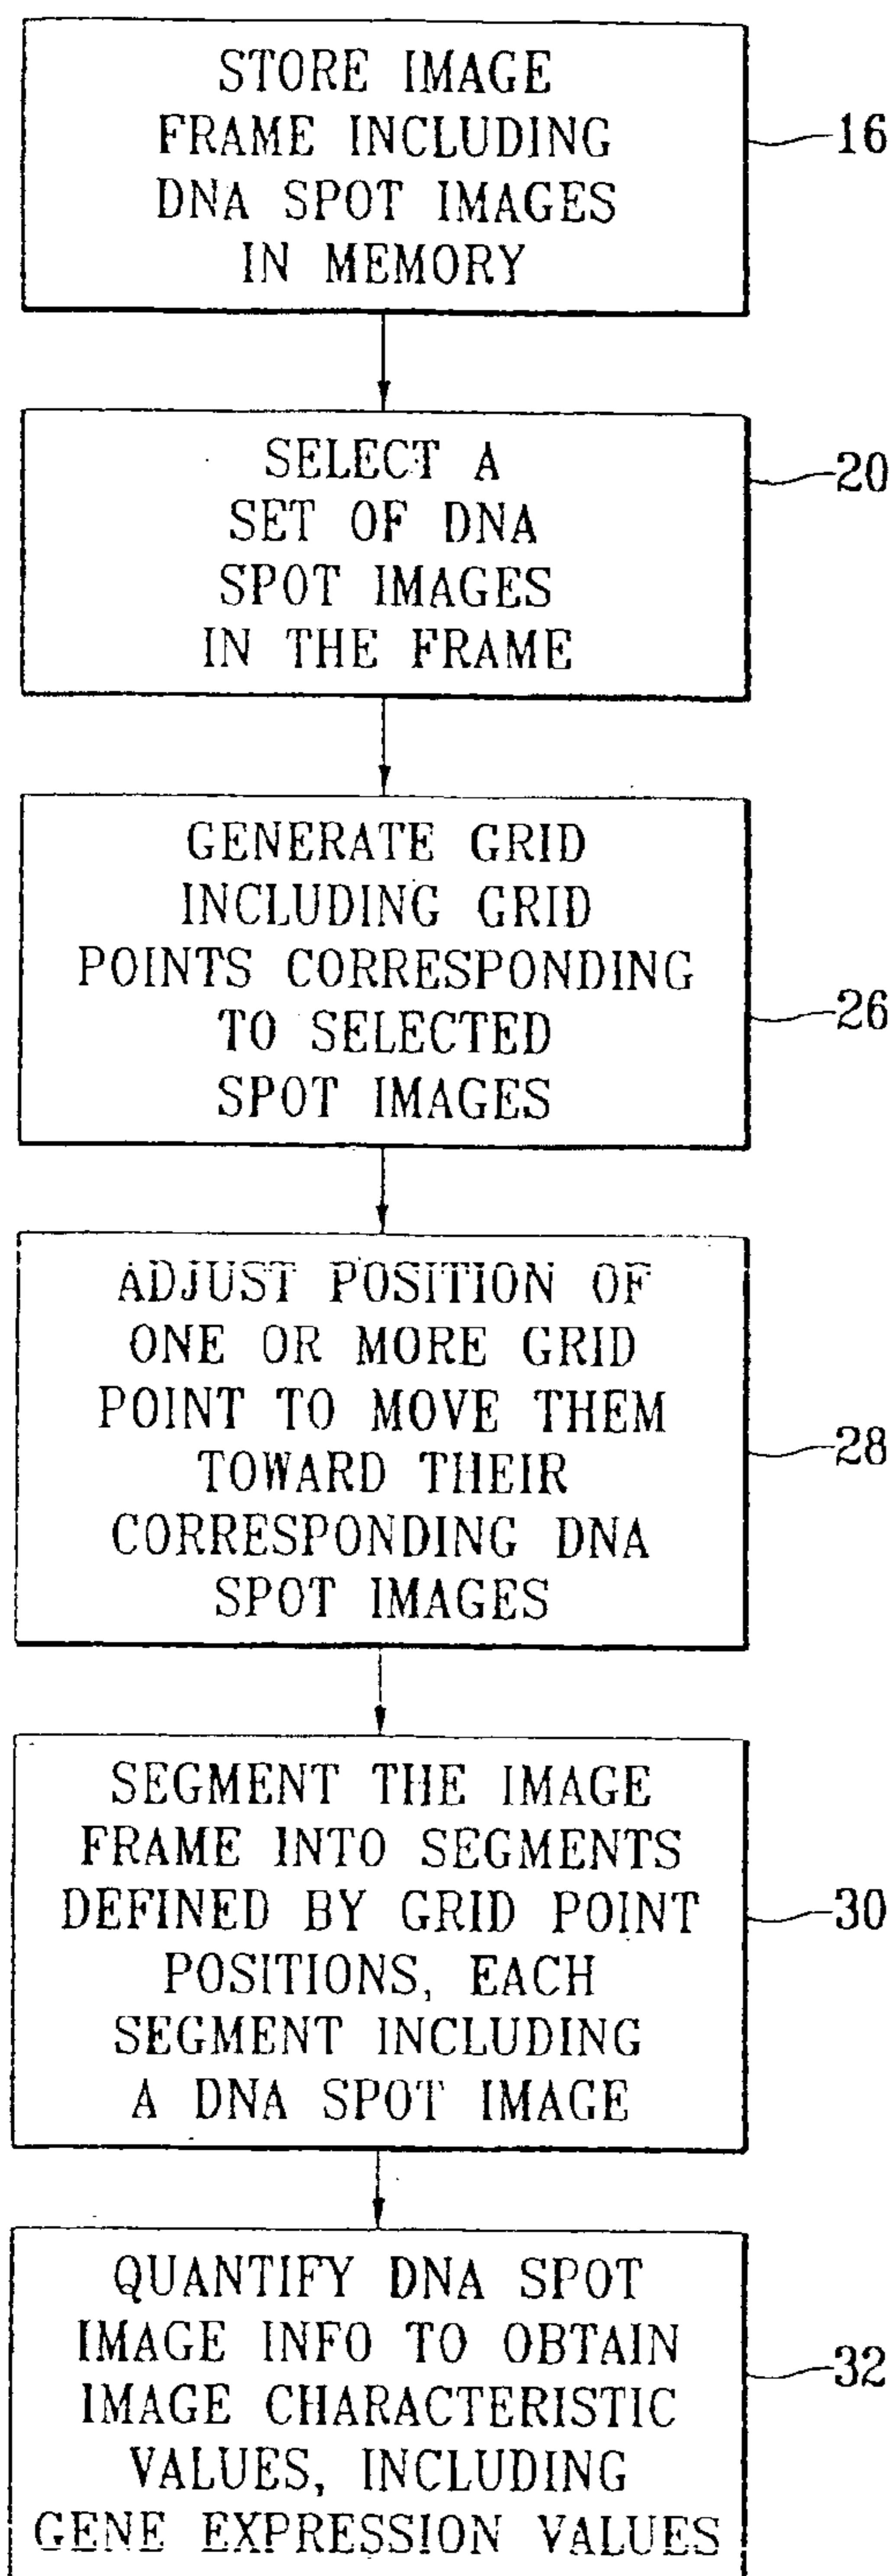 STORE IMAGE
FRAME INCLUDING
DNA SPOT IMAGES
IN MEMORY
16
SELECT A
SET OF DNA
SPOT IMAGES
IN THE FRAME
20
GENERATE GRID
INCLUDING GRID
POINTS CORRESPONDING
TO SELECTED
SPOT IMAGES
26
ADJUST POSITION OF
ONE OR MORE GRID
POINT TO MOVE THEM
TOWARD THEIR
CORRESPONDING DNA
SPOT IMAGES
28
SEGMENT THE IMAGE
FRAME INTO SEGMENTS
DEFINED BY GRID POINT
POSITIONS, EACH
SEGMENT INCLUDING
A DNA SPOT IMAGE
30
QUANTIFY DNA SPOT
IMAGE INFO TO OBTAIN
IMAGE CHARACTERISTIC
VALUES, INCLUDING
GENE EXPRESSION VALUES
32